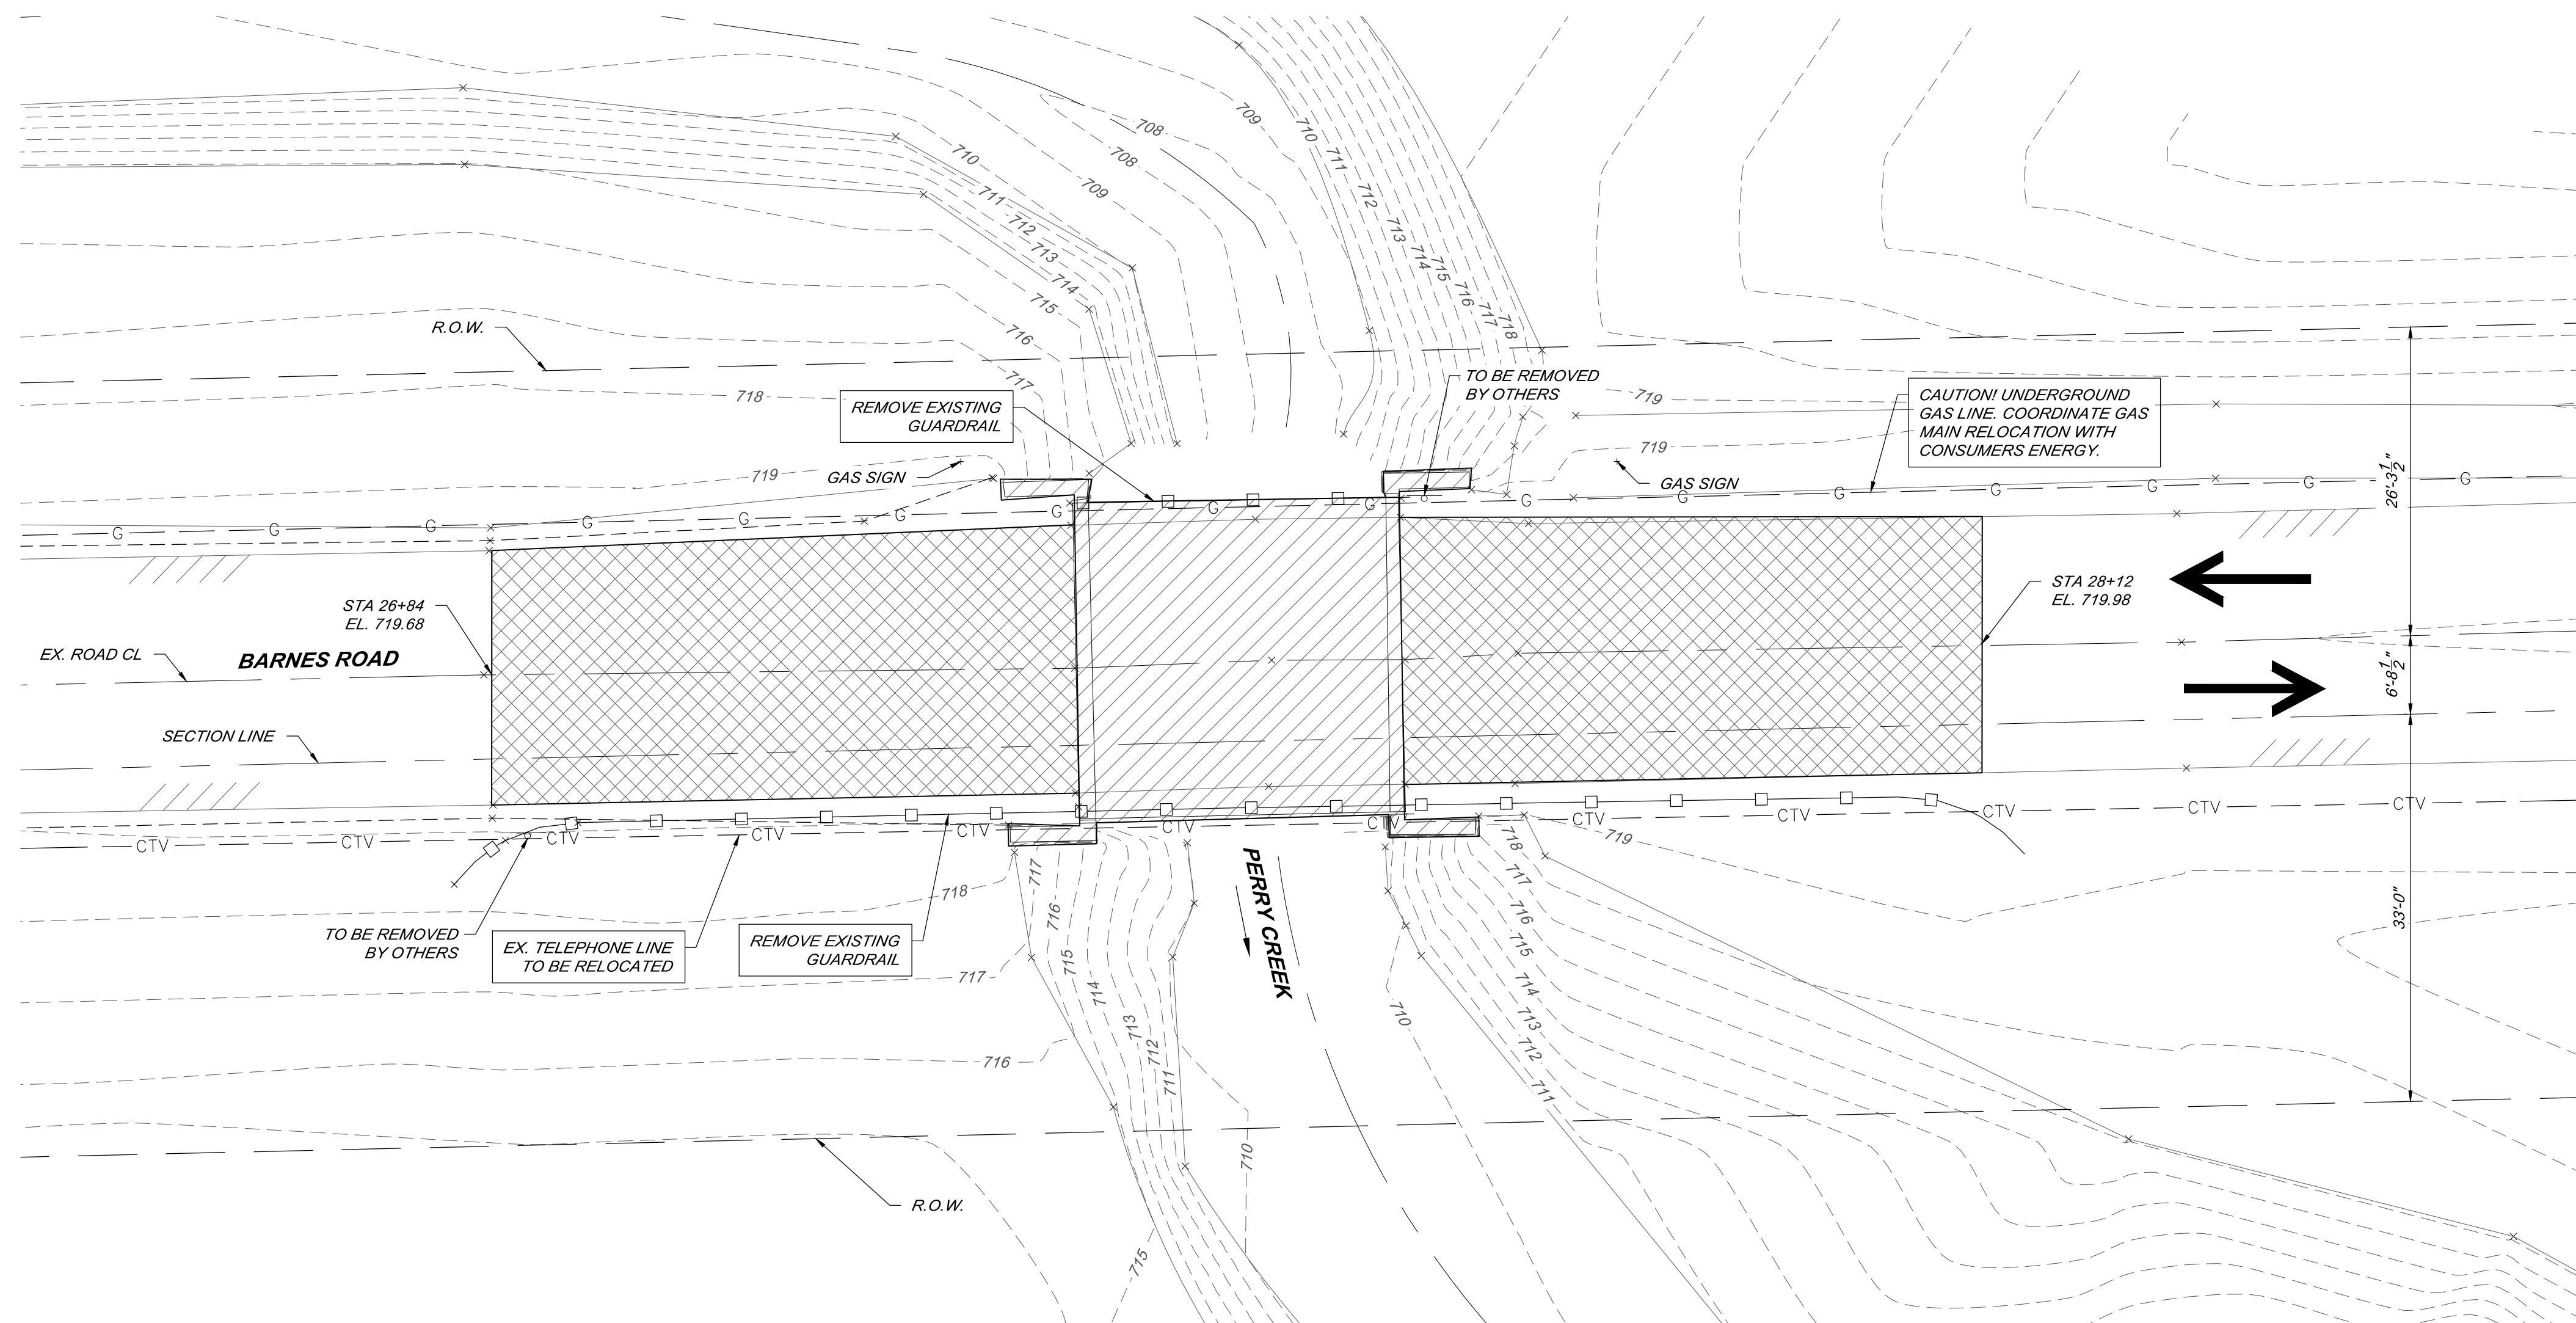 708
709
708
710
710
711
709
712
711
713
712
714
713
715
714
716
715
717
716
718
R.O.W.
717
718
719
TO BE REMOVED
BY OTHERS
REMOVE EXISTING
GUARDRAIL
CAUTION! UNDERGROUND
GAS LINE. COORDINATE GAS
MAIN RELOCATION WITH
CONSUMERS ENERGY.
719
719
GAS SIGN
GAS SIGN
26'-3 1/2"
G G G G G G G G G G G G G G G G
STA 26+84
EL. 719.68
STA 28+12
EL. 719.98
EX. ROAD CL
BARNES ROAD
6'-8 1/2"
SECTION LINE
CTV CTV CTV CTV CTV CTV CTV CTV CTV CTV CTV CTV
718
719
717
718
717
716
716
PERRY CREEK
TO BE REMOVED
BY OTHERS
EX. TELEPHONE LINE
TO BE RELOCATED
REMOVE EXISTING
GUARDRAIL
33'-0"
715
715
717
714
714
713
710
713
712
712
716
711
711
710
R.O.W.
715